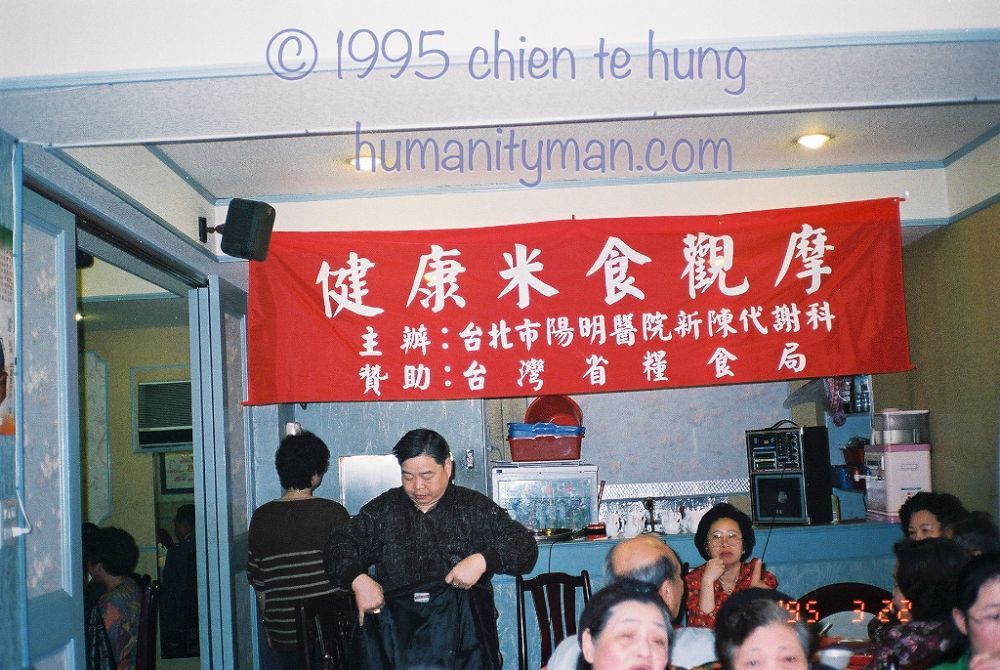 © 1995 chien te hung
humanityman.com
健康米食觀摩
主辦：台北市陽明醫院新陳代謝科
贊助：台灣省糧食局
'95 3.22